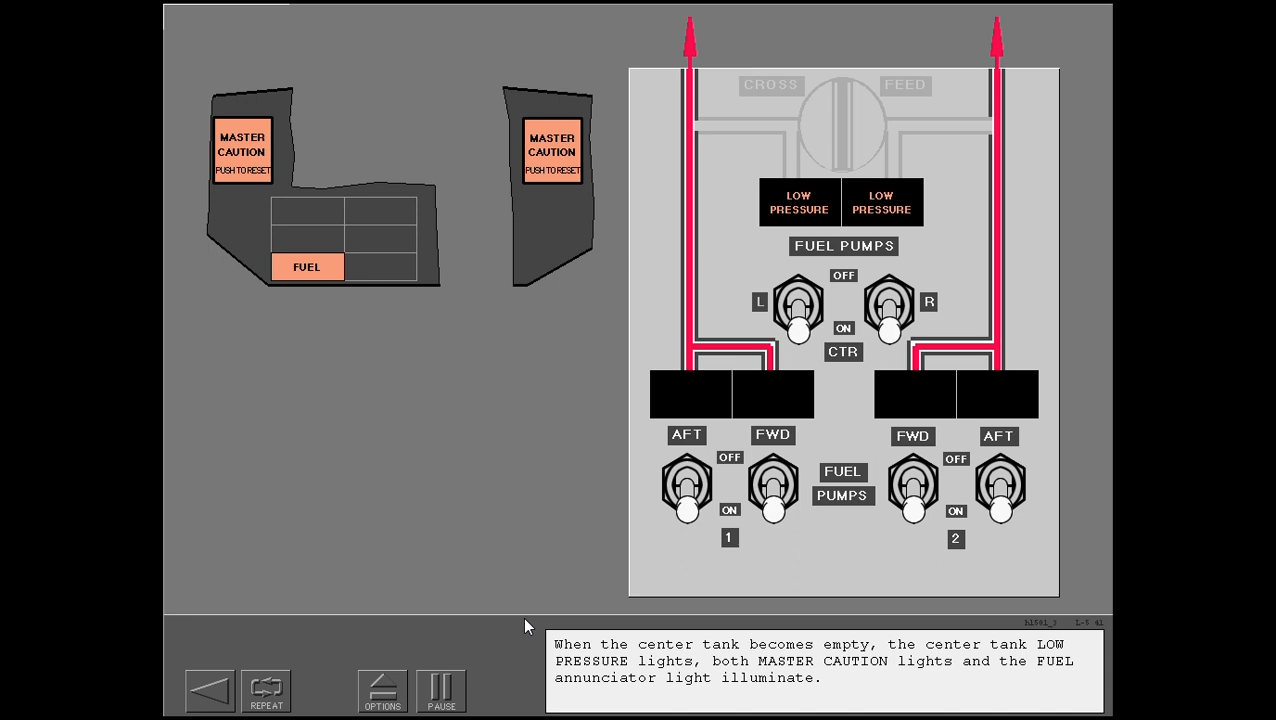 CROSS
FEED
MASTER
CAUTION
PUSH TO RESET
MASTER
CAUTION
PUSH TO RESET
LOW
PRESSURE
LOW
PRESSURE
FUEL PUMPS
FUEL
OFF
L
R
ON
CTR
AFT
FWD
FWD
AFT
OFF
OFF
FUEL
PUMPS
ON
ON
1
2
When the center tank becomes empty, the center tank LOW
PRESSURE lights, both MASTER CAUTION lights and the FUEL
annunciator light illuminate.
REPEAT
OPTIONS
PAUSE